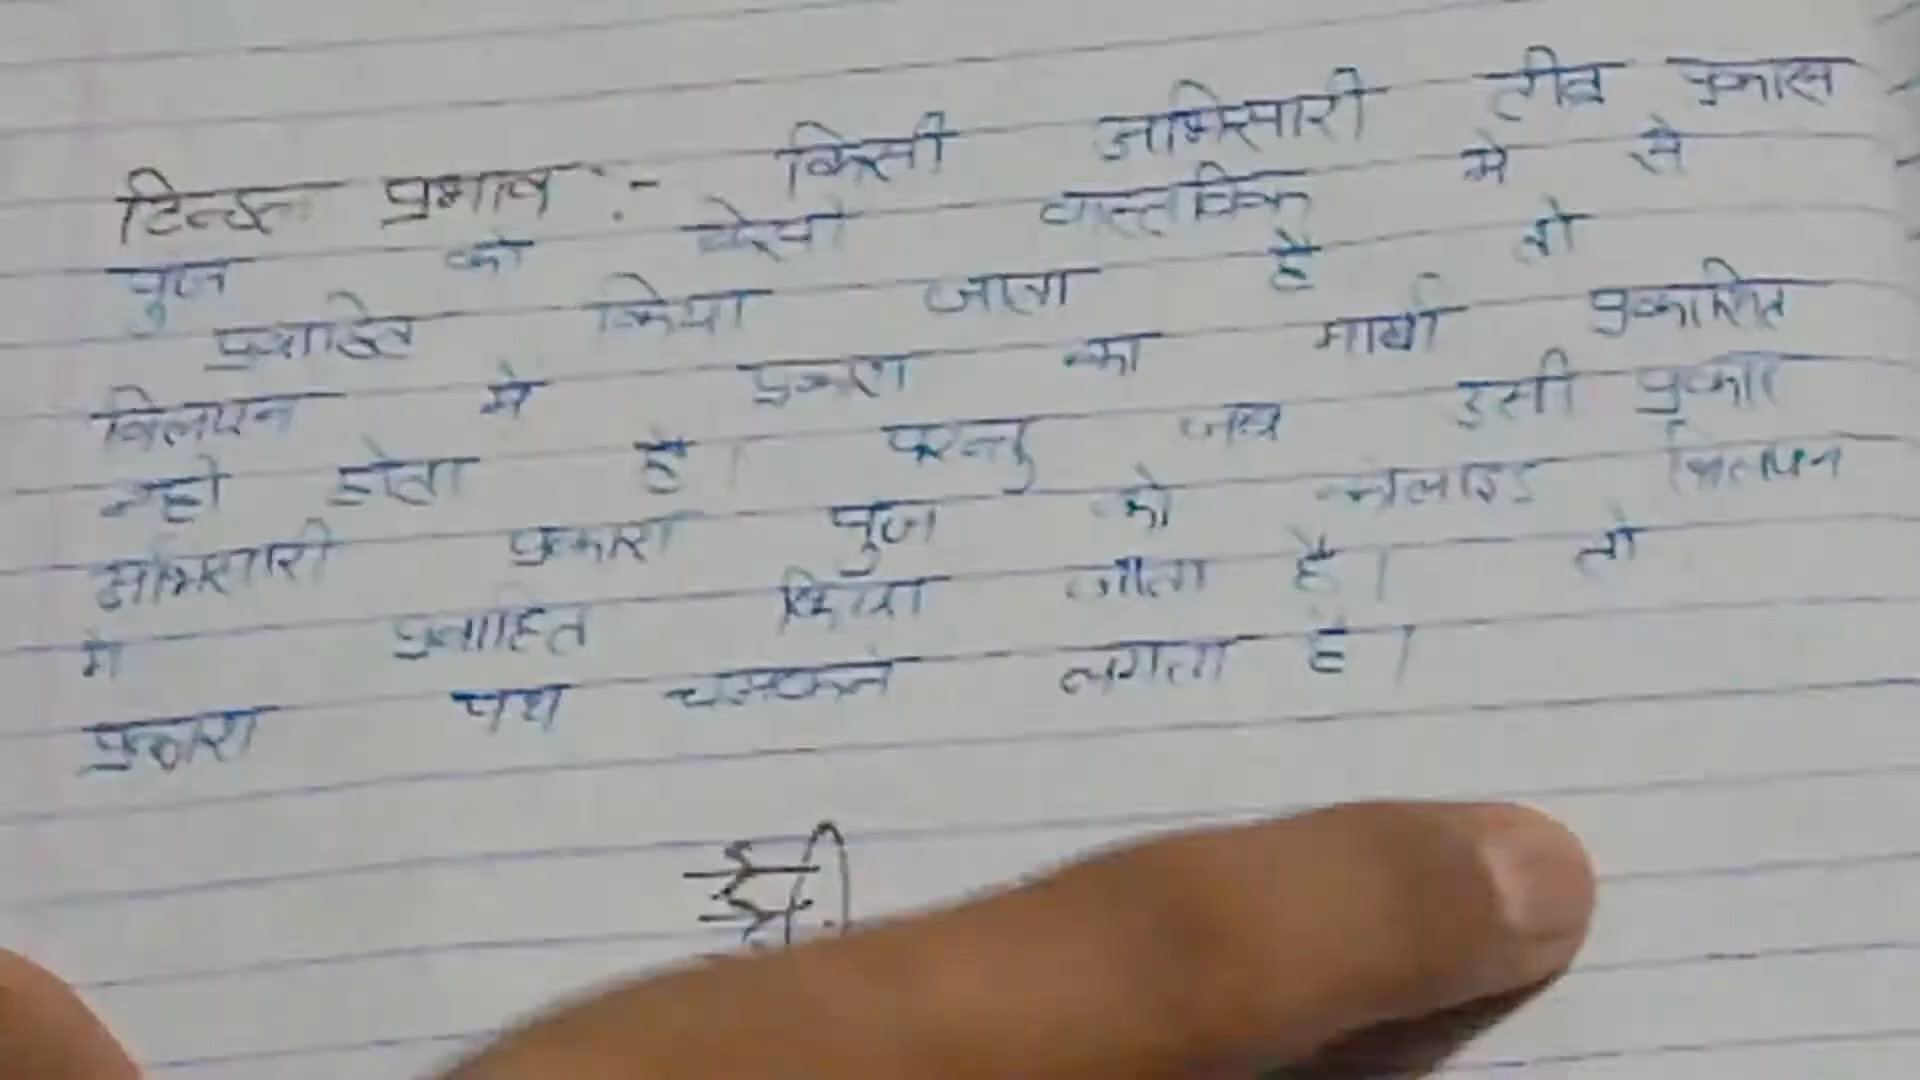 टिन्डल प्रभाव :- किसी अभिसारी तीव्र प्रकास
पुंज को किसी वास्तविक मे से
प्रवाहित किया जाता है तो
विलयन मे प्रकाश का मार्ग प्रकाशित
नही होता है। परन्तु जब इसी प्रकार
अभिसारी प्रकाश पुंज को कोलाइड विलयन
मे प्रवाहित किया जाता है। तो
प्रकाश पथ चमकने लगता है।